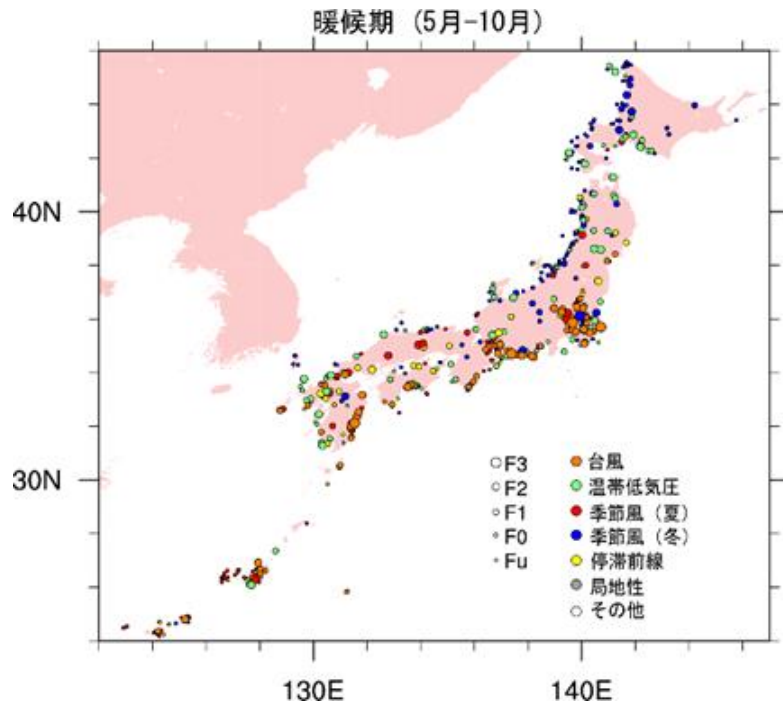 暖候期 (5月-10月)
40N
30N
F3
F2
F1
F0
Fu
台風
温帯低気圧
季節風 (夏)
季節風 (冬)
停滞前線
局地性
その他
130E
140E